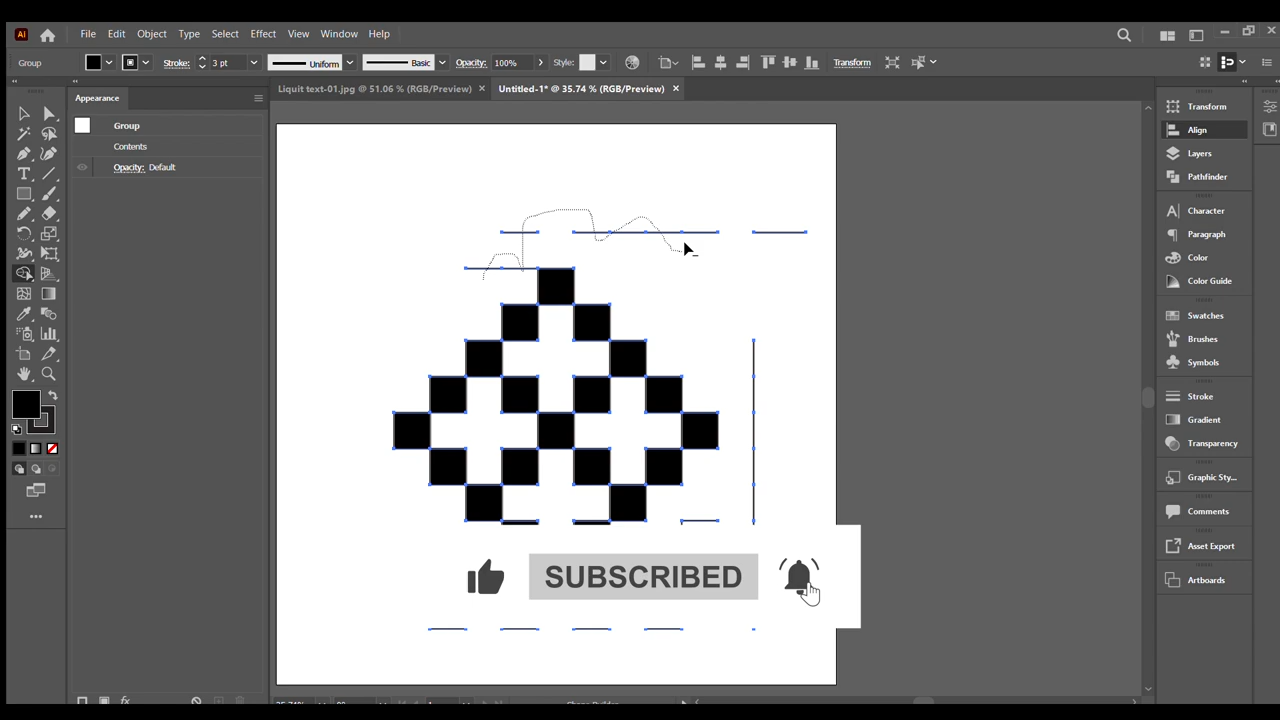 Ai File Edit Object Type Select Effect View Window Help
Group Stroke: 3 pt Uniform Basic Opacity: 100% Style: Transform
Liquit text-01.jpg @ 51.06 % (RGB/Preview) × Untitled-1* @ 35.74 % (RGB/Preview) ×
Appearance
Group
Contents
Opacity: Default
fx
Transform
Align
Layers
Pathfinder
Character
Paragraph
Color
Color Guide
Swatches
Brushes
Symbols
Stroke
Gradient
Transparency
Graphic Sty...
Comments
Asset Export
Artboards
SUBSCRIBED